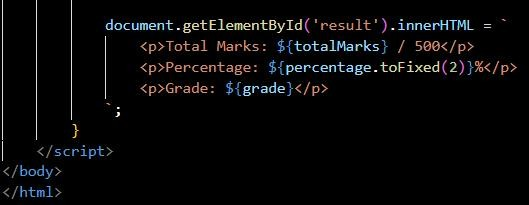 document.getElementById('result').innerHTML = `
<p>Total Marks: ${totalMarks} / 500</p>
<p>Percentage: ${percentage.toFixed(2)}%</p>
<p>Grade: ${grade}</p>
`;
}
</script>
</body>
</html>